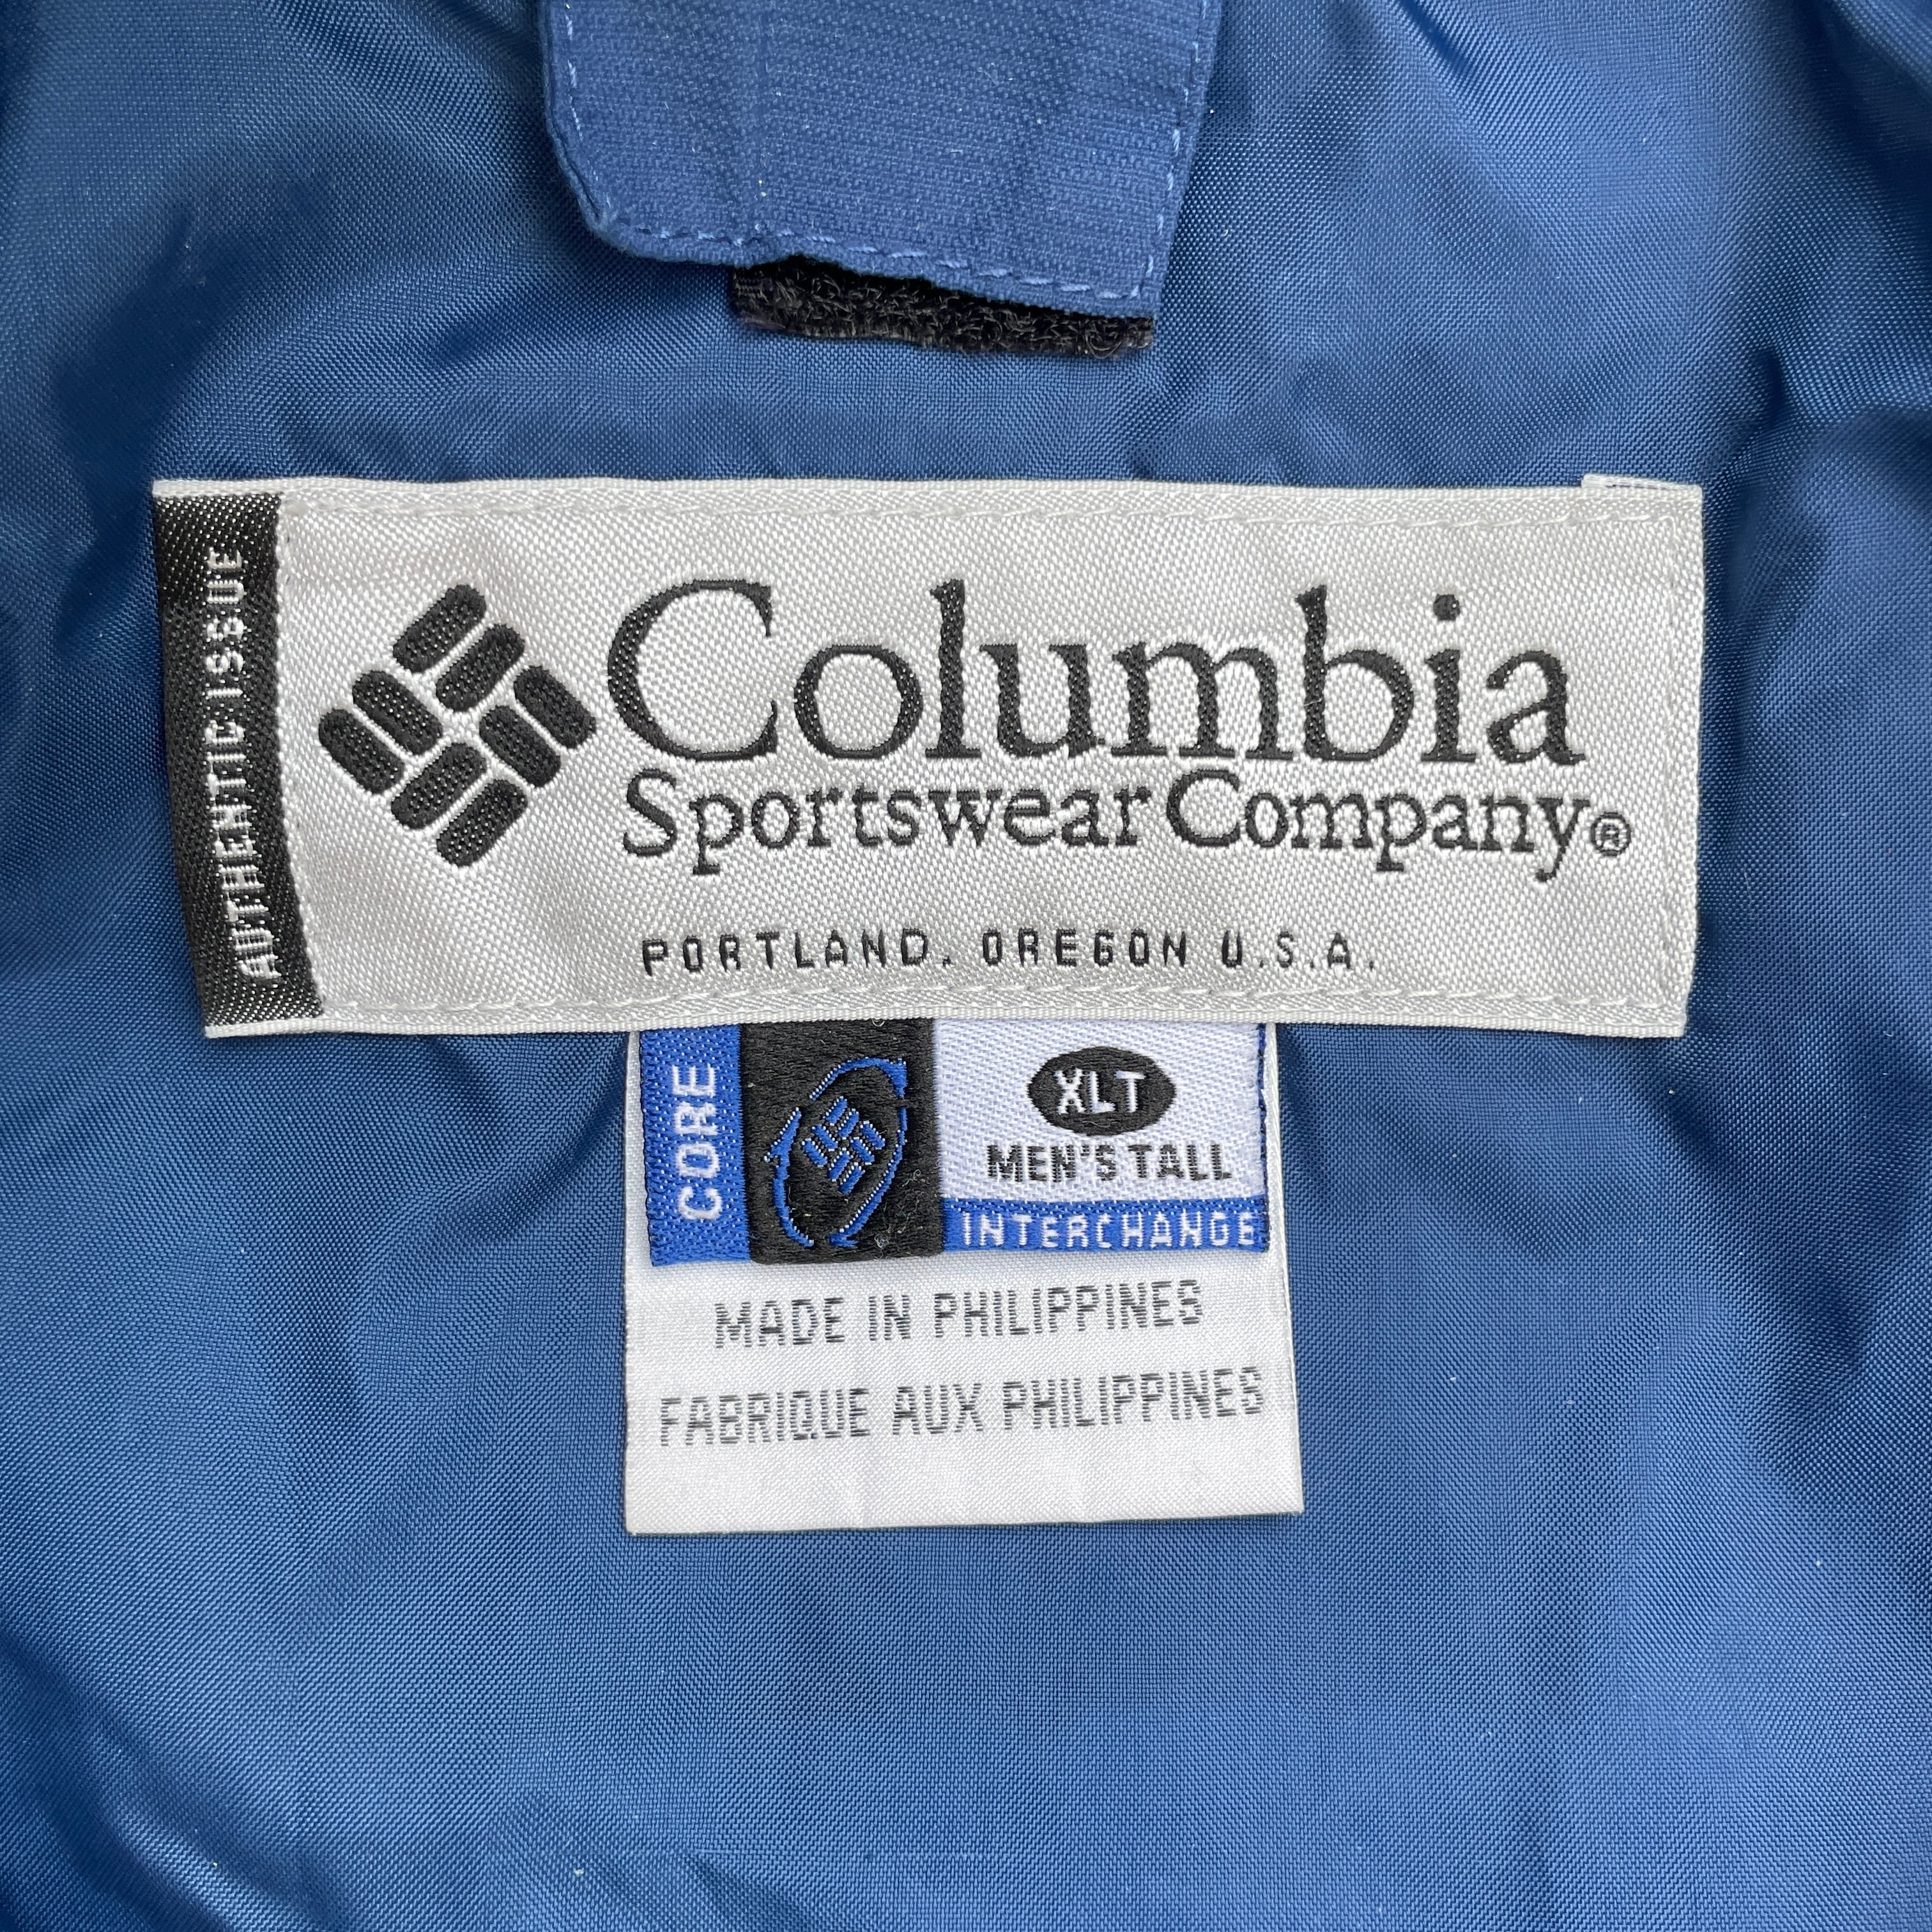 AUTHENTIC ISSUE
Columbia
Sportswear Company®
PORTLAND, OREGON U.S.A.
CORE
XLT
MEN'S TALL
INTERCHANGE
MADE IN PHILIPPINES
FABRIQUE AUX PHILIPPINES